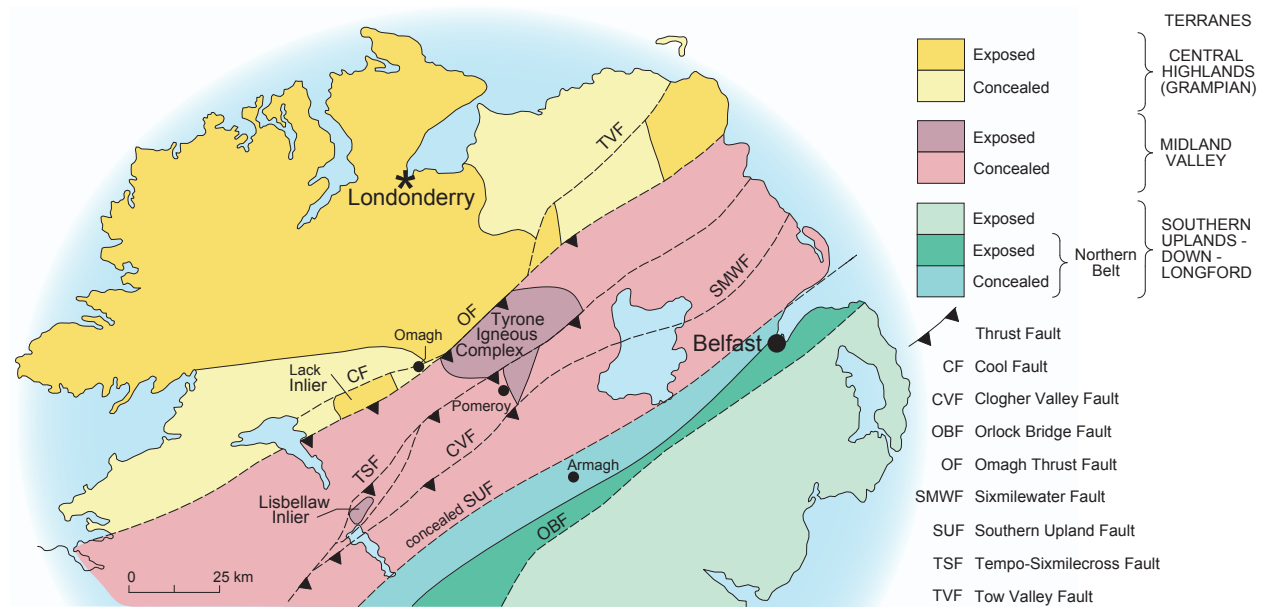 TVF
Londonderry
SMWF
OF
Tyrone
Igneous
Complex
Omagh
Belfast
Lack
Inlier
CF
Pomeroy
CVF
TSF
Armagh
Lisbellaw
Inlier
concealed SUF
OBF
0 25 km
TERRANES
Exposed
Concealed
CENTRAL
HIGHLANDS
(GRAMPIAN)
Exposed
Concealed
MIDLAND
VALLEY
Exposed
Exposed
Concealed
Northern
Belt
SOUTHERN
UPLANDS -
DOWN -
LONGFORD
Thrust Fault
CF Cool Fault
CVF Clogher Valley Fault
OBF Orlock Bridge Fault
OF Omagh Thrust Fault
SMWF Sixmilewater Fault
SUF Southern Upland Fault
TSF Tempo-Sixmilecross Fault
TVF Tow Valley Fault